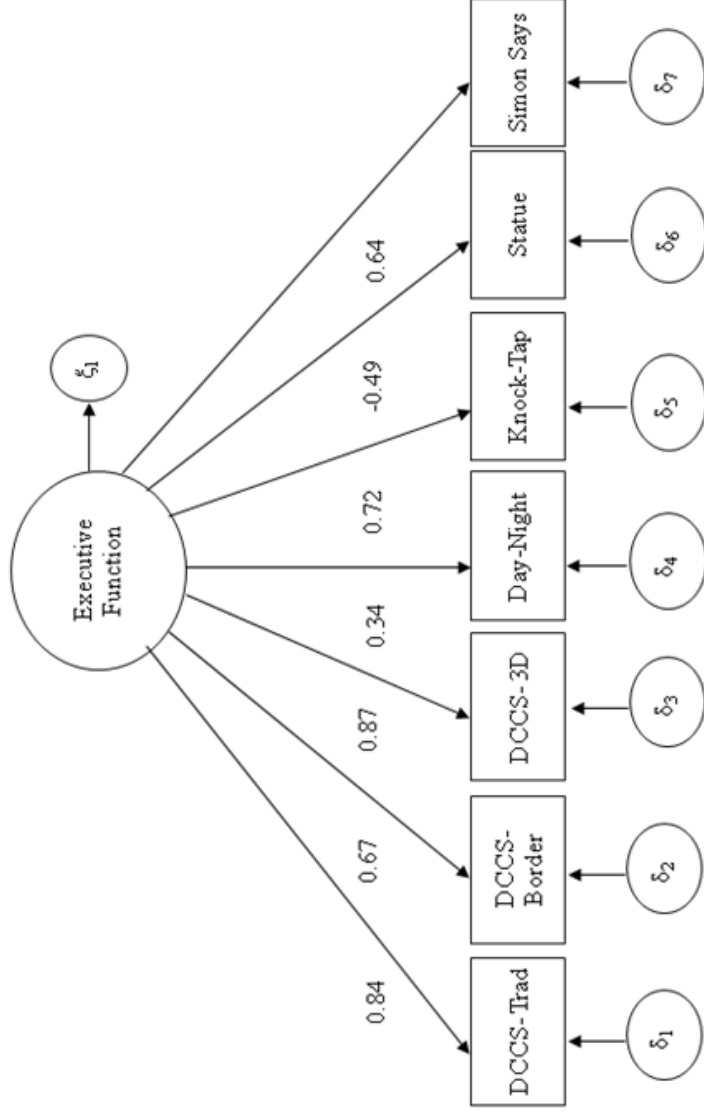 ξ1
Executive
Function
0.84
0.67
0.87
0.34
0.72
-0.49
0.64
DCCS-Trad
DCCS-
Border
DCCS-3D
Day-Night
Knock-Tap
Statue
Simon Says
δ1
δ2
δ3
δ4
δ5
δ6
δ7